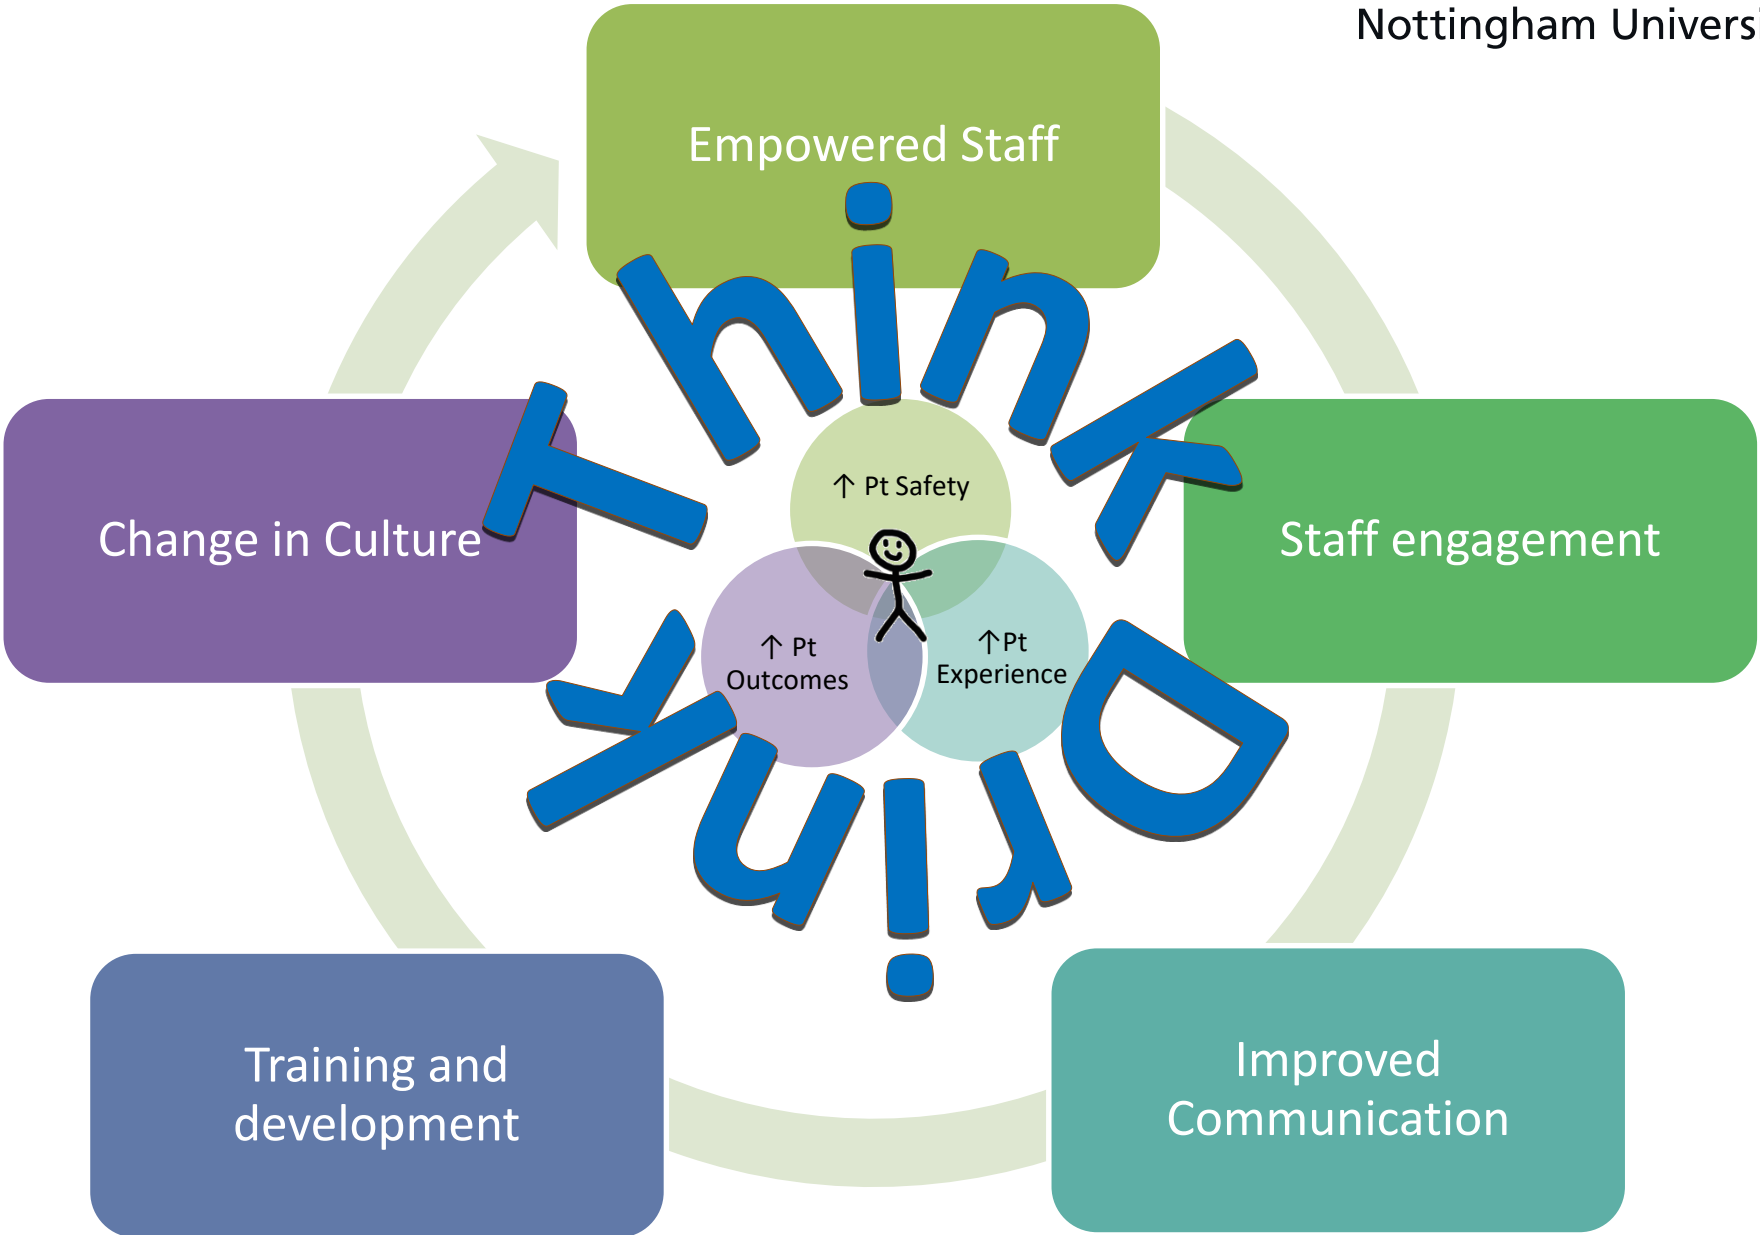 Nottingham Universi
Empowered Staff
Think
Drink
↑ Pt Safety
↑ Pt
Outcomes
↑Pt
Experience
Change in Culture
Staff engagement
Training and
development
Improved
Communication